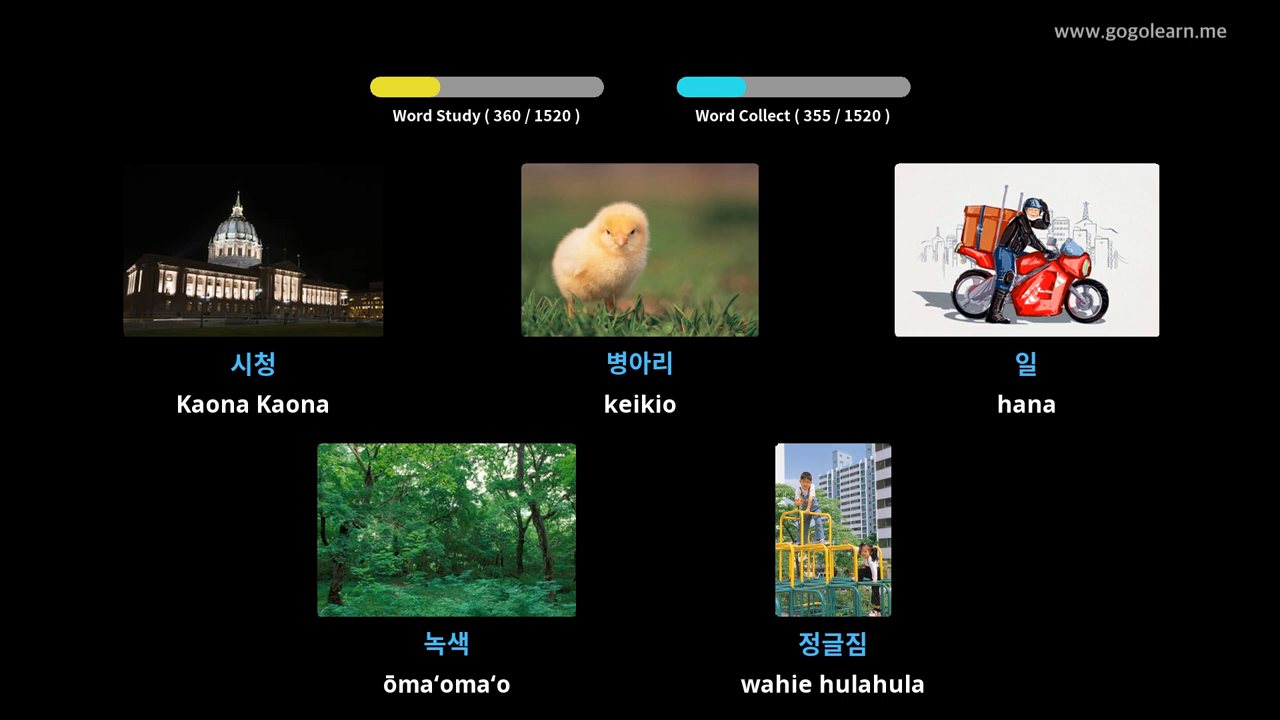 www.gogolearn.me
Word Study ( 360 / 1520 )
Word Collect ( 355 / 1520 )
시청
Kaona Kaona
병아리
keikio
일
hana
녹색
ōmaʻomaʻo
정글짐
wahie hulahula